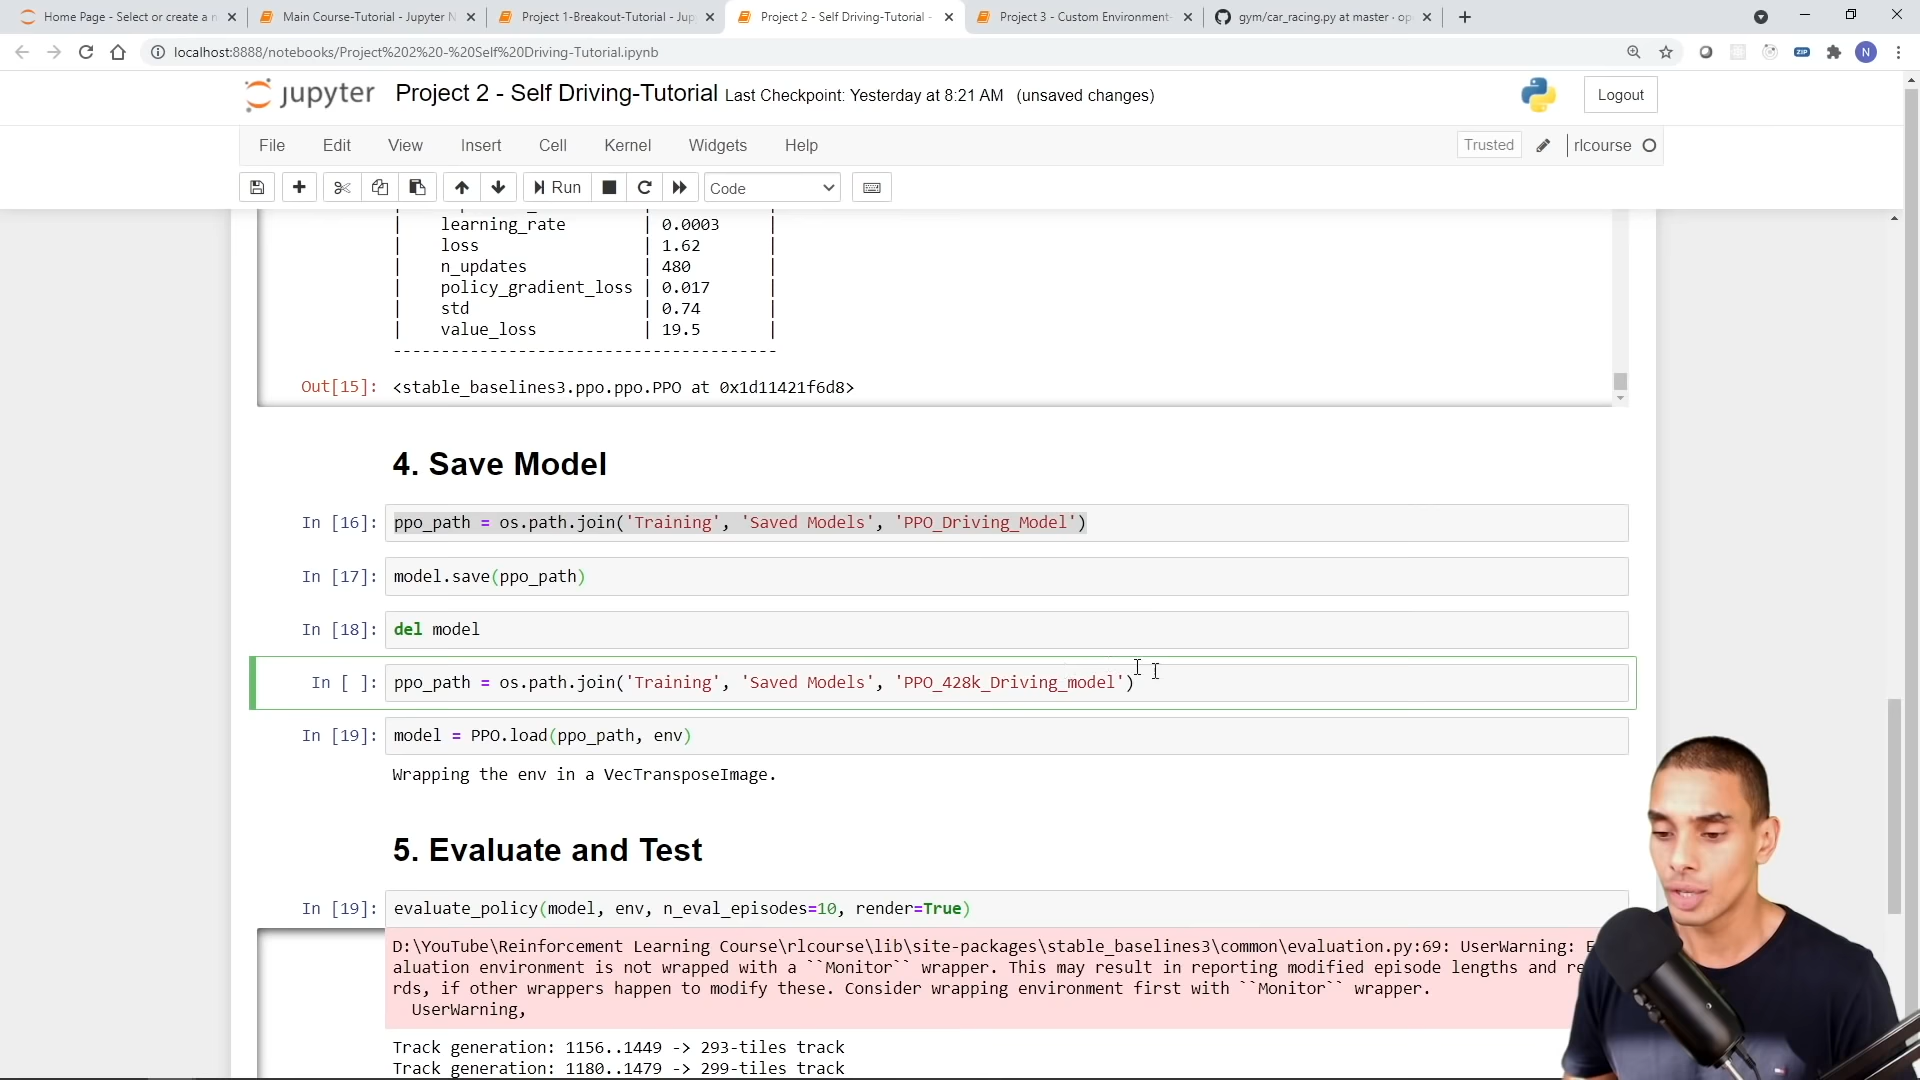 Home Page - Select or create a n
Main Course-Tutorial - Jupyter N
Project 1-Breakout-Tutorial - Jup
Project 2 - Self Driving-Tutorial -
Project 3 - Custom Environment-
gym/car_racing.py at master · op
localhost:8888/notebooks/Project%202%20-%20Self%20Driving-Tutorial.ipynb
ZIP
N
jupyter Project 2 - Self Driving-Tutorial Last Checkpoint: Yesterday at 8:21 AM (unsaved changes)
Logout
File Edit View Insert Cell Kernel Widgets Help
Trusted rlcourse
Run Code
| learning_rate | 0.0003 |
| loss | 1.62 |
| n_updates | 480 |
| policy_gradient_loss | 0.017 |
| std | 0.74 |
| value_loss | 19.5 |
----------------------------------------
Out[15]: <stable_baselines3.ppo.ppo.PPO at 0x1d11421f6d8>
4. Save Model
In [16]: ppo_path = os.path.join('Training', 'Saved Models', 'PPO_Driving_Model')
In [17]: model.save(ppo_path)
In [18]: del model
In [ ]: ppo_path = os.path.join('Training', 'Saved Models', 'PPO_428k_Driving_model')
In [19]: model = PPO.load(ppo_path, env)
Wrapping the env in a VecTransposeImage.
5. Evaluate and Test
In [19]: evaluate_policy(model, env, n_eval_episodes=10, render=True)
D:\YouTube\Reinforcement Learning Course\rlcourse\lib\site-packages\stable_baselines3\common\evaluation.py:69: UserWarning:
aluation environment is not wrapped with a ``Monitor`` wrapper. This may result in reporting modified episode lengths and
rds, if other wrappers happen to modify these. Consider wrapping environment first with ``Monitor`` wrapper.
UserWarning,
Track generation: 1156..1449 -> 293-tiles track
Track generation: 1180..1479 -> 299-tiles track